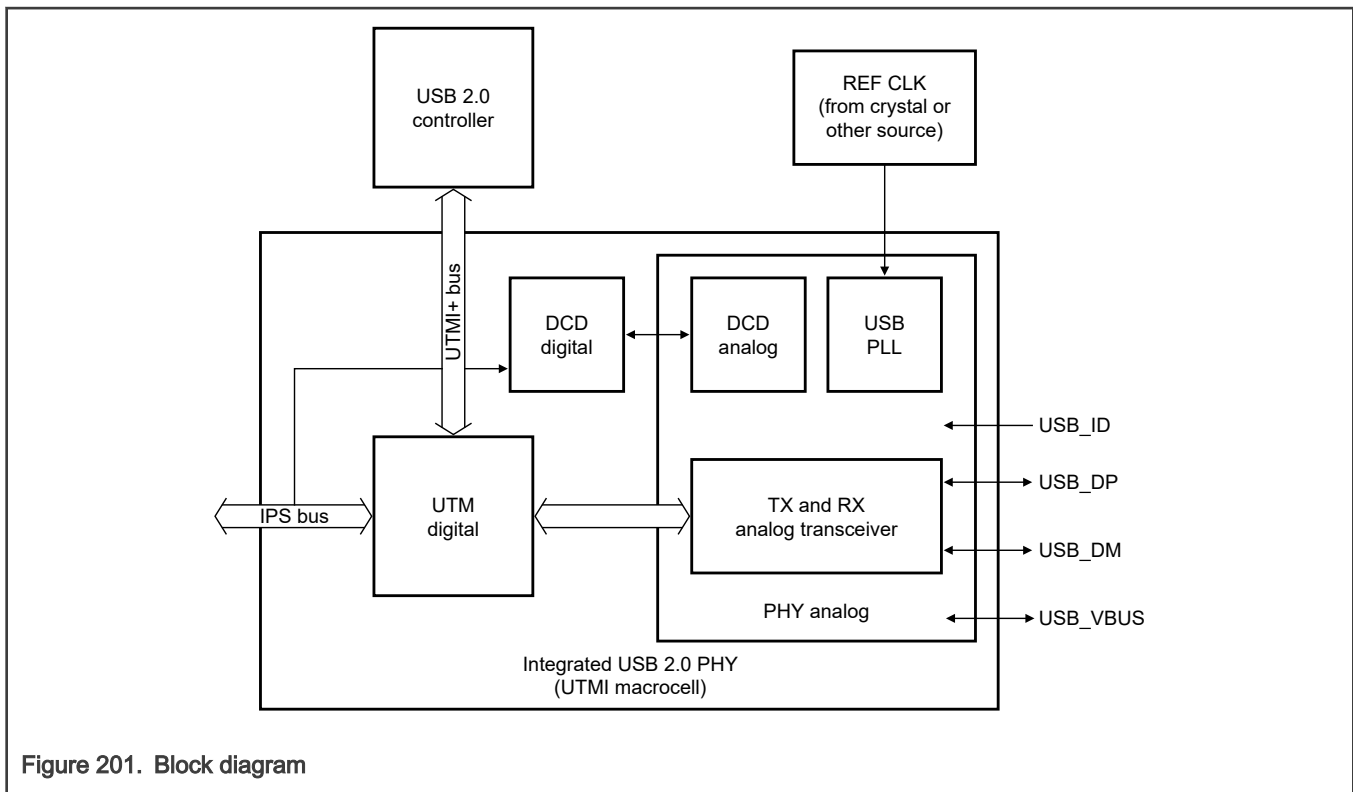 USB 2.0
controller
REF CLK
(from crystal or
other source)
UTMI+ bus
DCD
digital
DCD
analog
USB
PLL
USB_ID
IPS bus
UTM
digital
TX and RX
analog transceiver
USB_DP
USB_DM
PHY analog
USB_VBUS
Integrated USB 2.0 PHY
(UTMI macrocell)
Figure 201. Block diagram